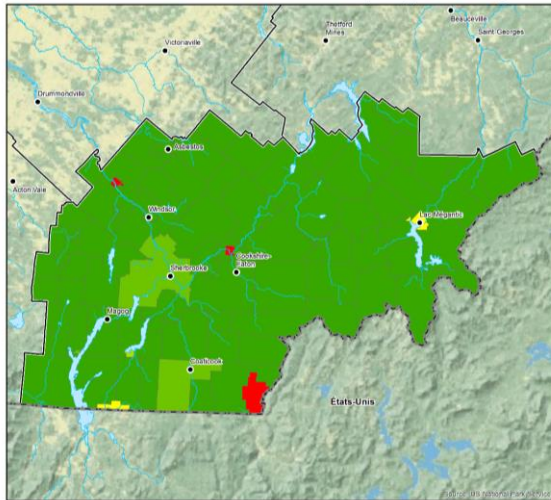 Beauceville
Thetford
Mines
Saint-Georges
Victoriaville
Drummondville
Asbestos
Acton Vale
Windsor
Lac Mégantic
Cookshire-
Eaton
Sherbrooke
Magog
Coaticook
États-Unis